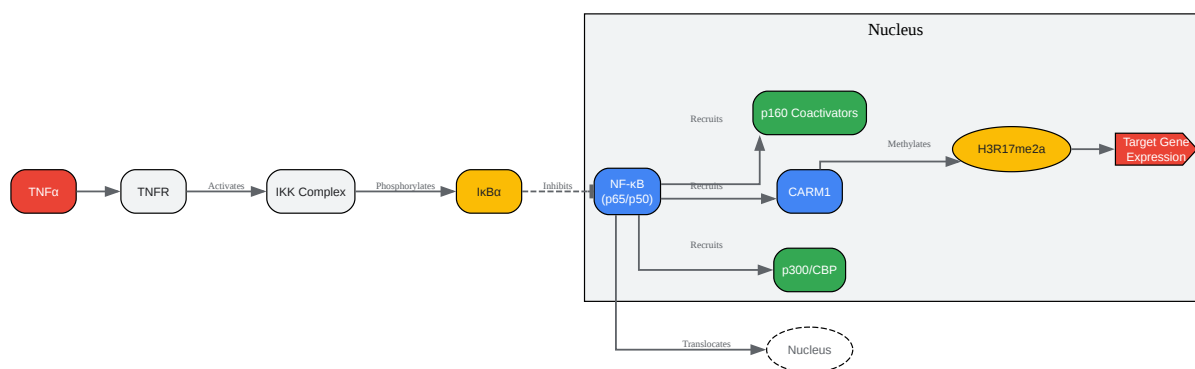 Nucleus
p160 Coactivators
Recruits
Methylates
H3R17me2a
Target Gene
Expression
TNFα
TNFR
Activates
IKK Complex
Phosphorylates
IκBα
Inhibits
NF-κB
(p65/p50)
Recruits
CARM1
Recruits
p300/CBP
Translocates
Nucleus